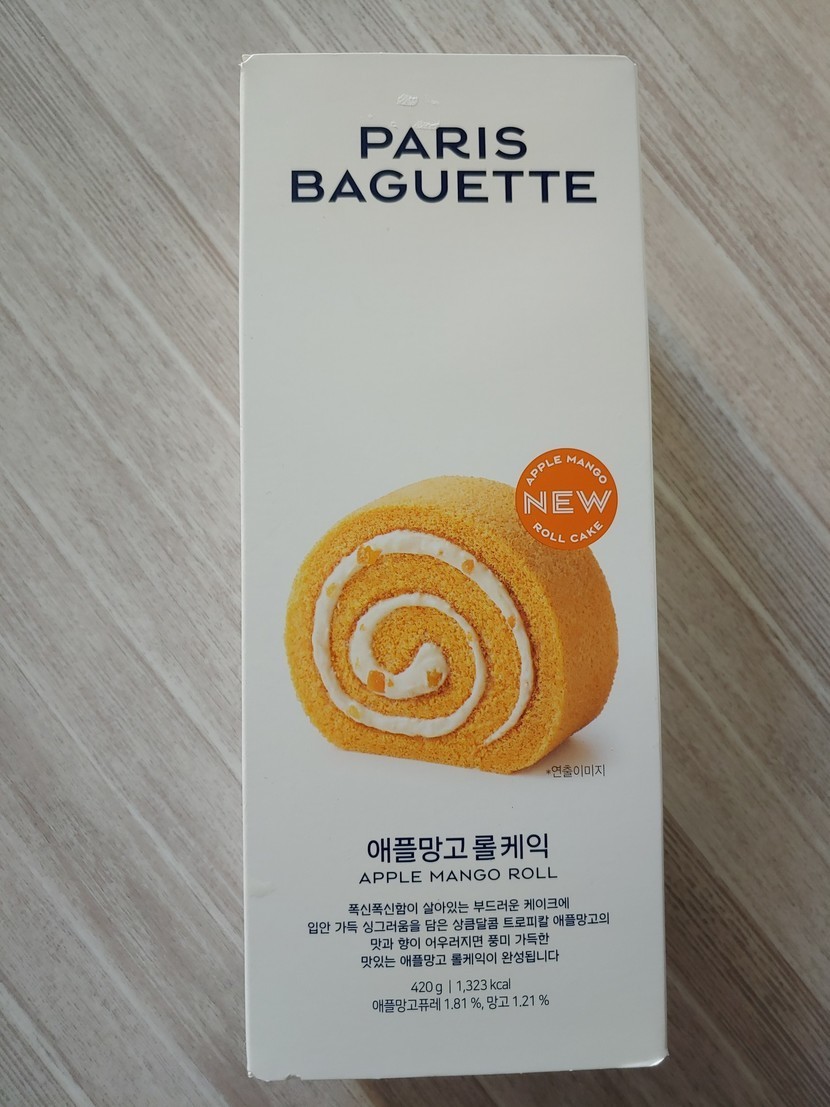 PARIS
BAGUETTE
APPLE MANGO
NEW
ROLL CAKE
*연출이미지
애플망고 롤케익
APPLE MANGO ROLL
폭신폭신함이 살아있는 부드러운 케이크에
입안 가득 싱그러움을 담은 상큼달콤 트로피칼 애플망고의
맛과 향이 어우러지면 풍미 가득한
맛있는 애플망고 롤케익이 완성됩니다
420 g | 1,323 kcal
애플망고퓨레 1.81 %, 망고 1.21 %